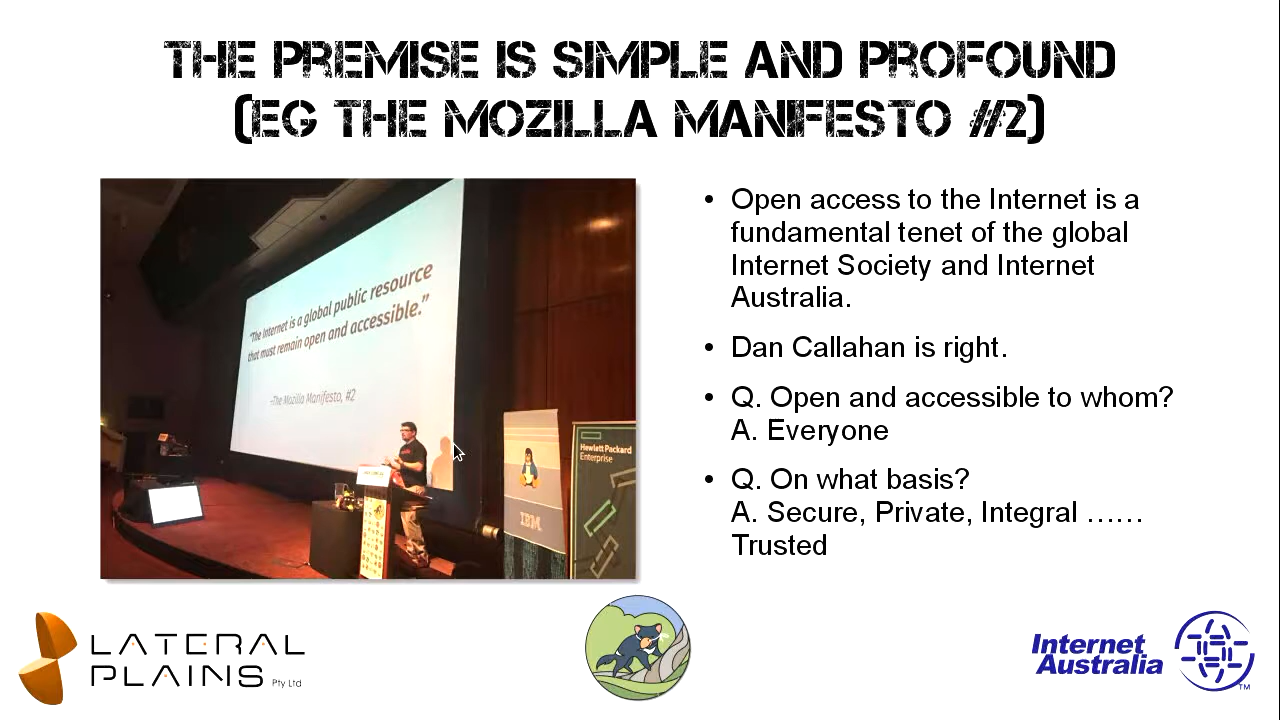 THE PREMISE IS SIMPLE AND PROFOUND
(EG THE MOZILLA MANIFESTO #2)
"The Internet is a global public resource
that must remain open and accessible."
-The Mozilla Manifesto, #2
Hewlett Packard
Enterprise
IBM
• Open access to the Internet is a
fundamental tenet of the global
Internet Society and Internet
Australia.
• Dan Callahan is right.
• Q. Open and accessible to whom?
A. Everyone
• Q. On what basis?
A. Secure, Private, Integral ……
Trusted
LATERAL
PLAINS Pty Ltd
Internet
Australia
TM